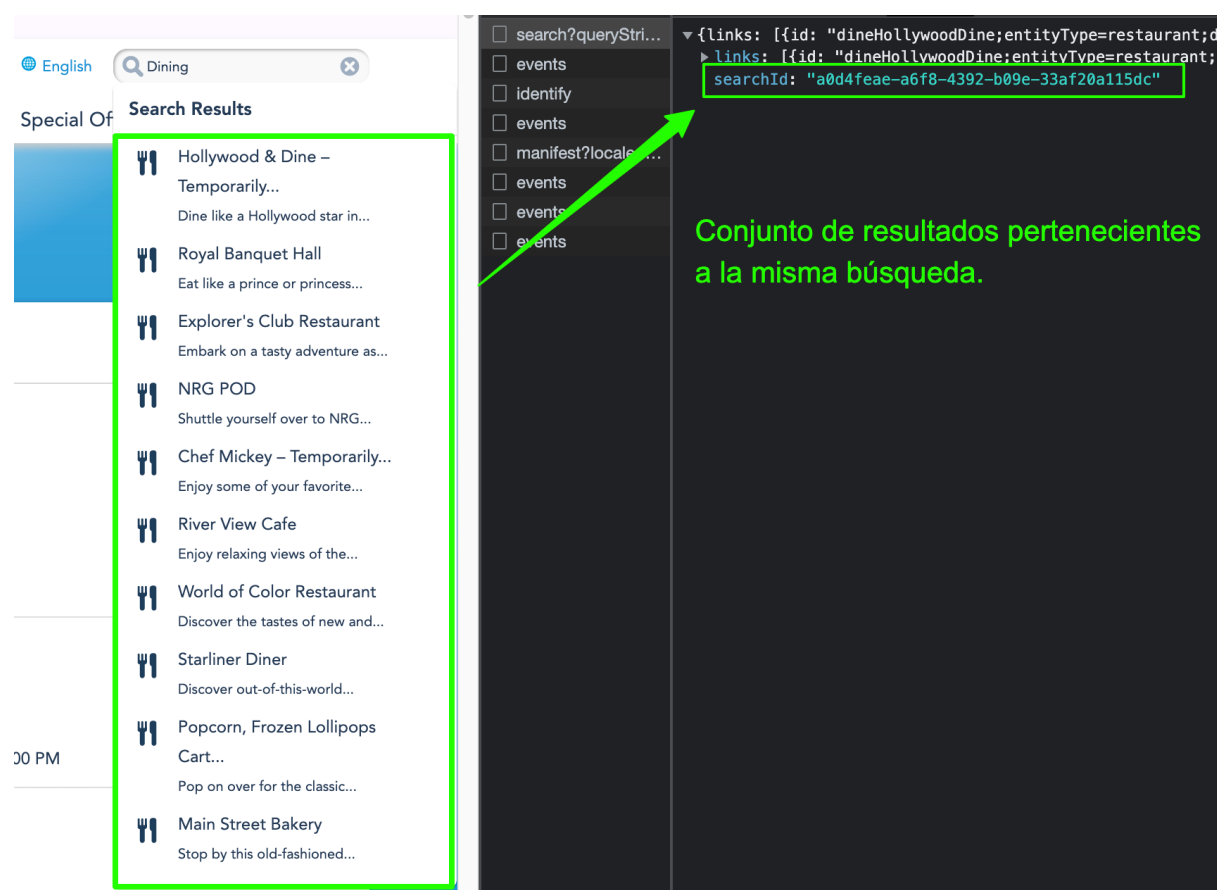 English
Dining
Special Of
Search Results
Hollywood & Dine –
Temporarily...
Dine like a Hollywood star in...
Royal Banquet Hall
Eat like a prince or princess...
Explorer's Club Restaurant
Embark on a tasty adventure as...
NRG POD
Shuttle yourself over to NRG...
Chef Mickey – Temporarily...
Enjoy some of your favorite...
River View Cafe
Enjoy relaxing views of the...
World of Color Restaurant
Discover the tastes of new and...
Starliner Diner
Discover out-of-this-world...
Popcorn, Frozen Lollipops
Cart...
Pop on over for the classic...
00 PM
Main Street Bakery
Stop by this old-fashioned...
search?queryStri...
events
identify
events
manifest?locale...
events
events
events
▼{links: [{id: "dineHollywoodDine;entityType=restaurant;d
▶links: [{id: "dineHollywoodDine;entityType=restaurant;
searchId: "a0d4feae-a6f8-4392-b09e-33af20a115dc"
Conjunto de resultados pertenecientes
a la misma búsqueda.